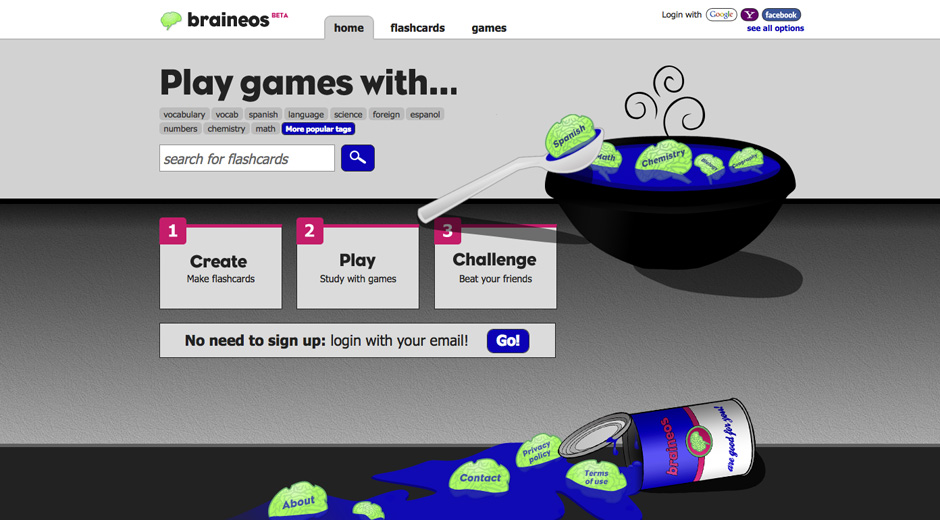 braineos BETA
home
flashcards
games
Login with Google Y facebook
see all options
Play games with...
vocabulary vocab spanish language science foreign espanol
numbers chemistry math More popular tags
search for flashcards
Spanish
Math
Chemistry
Biology
Geography
1
2
3
Create
Play
Challenge
Make flashcards
Study with games
Beat your friends
No need to sign up: login with your email! Go!
braineos
are good for you!
Privacy
policy
Contact
Terms
of use
About